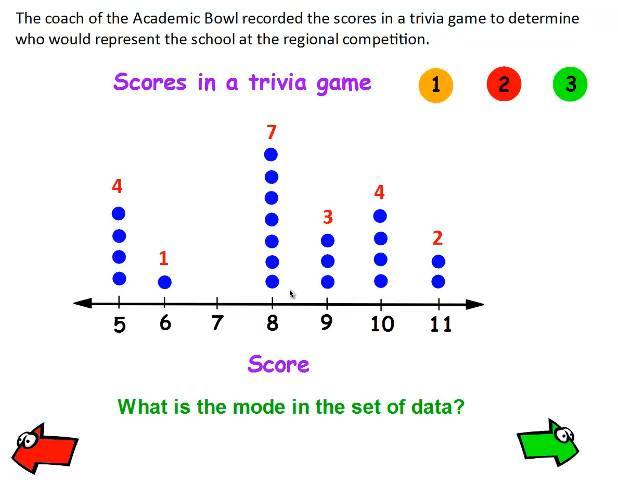 The coach of the Academic Bowl recorded the scores in a trivia game to determine
who would represent the school at the regional competition.
Scores in a trivia game
1 2 3
7
4
4
3
2
1
5 6 7 8 9 10 11
Score
What is the mode in the set of data?